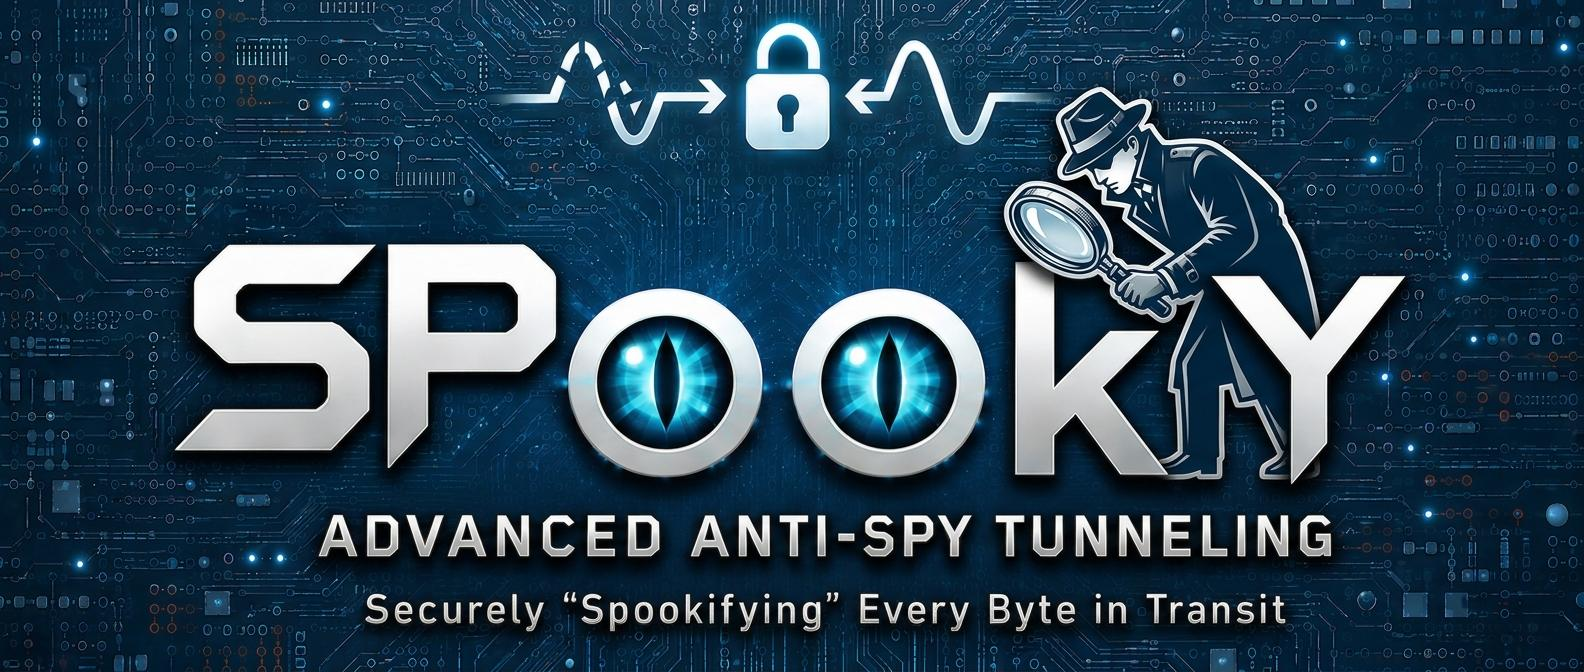 SPooKY
ADVANCED ANTI-SPY TUNNELING
Securely “Spookifying” Every Byte in Transit